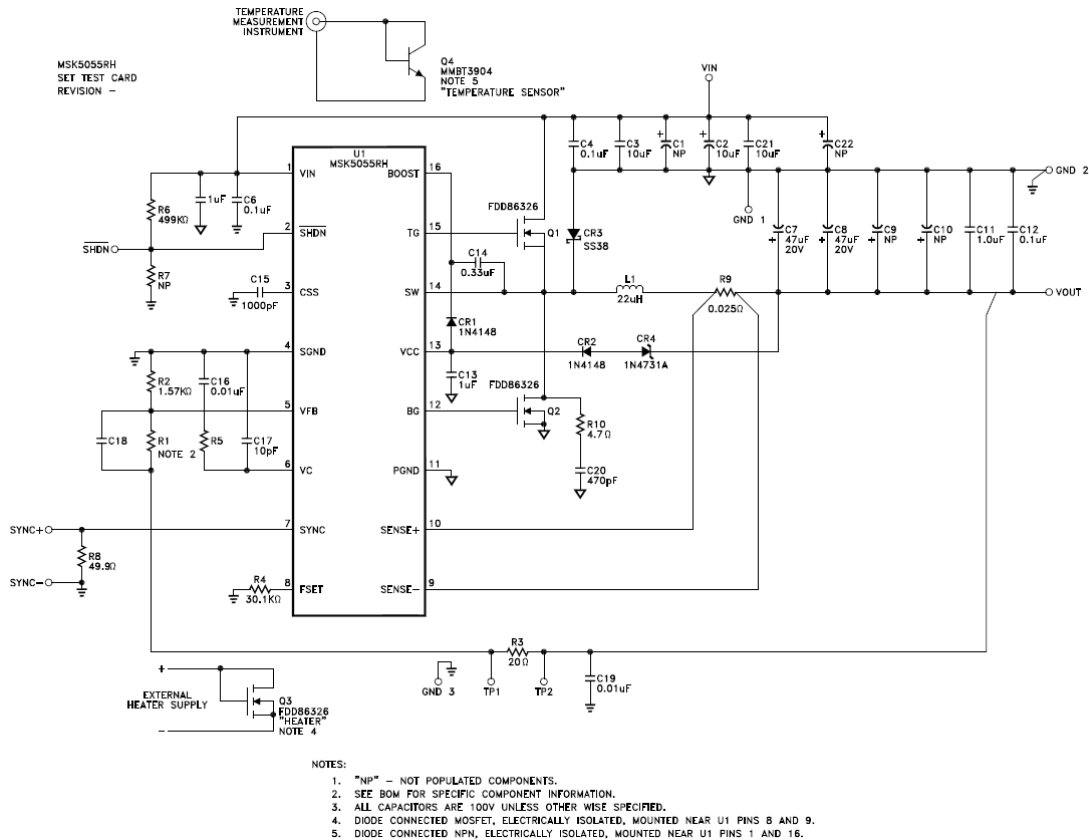 TEMPERATURE
MEASUREMENT
INSTRUMENT
MSK5055RH
SET TEST CARD
REVISION -
Q4
MMBT3904
NOTE 5
"TEMPERATURE SENSOR"
VIN
C4
0.1uF
C3
10uF
C1
NP
C2
10uF
C21
10uF
C22
NP
U1
MSK5055RH
1
VIN
BOOST
16
GND 2
R6
499KΩ
1uF
C6
0.1uF
FDD86326
GND 1
SHDN
2
SHDN
TG
15
Q1
CR3
SS38
C7
47uF
20V
C8
47uF
20V
C9
NP
C10
NP
C11
1.0uF
C12
0.1uF
R7
NP
C14
0.33uF
C15
1000pF
3
CSS
SW
14
L1
22uH
R9
0.025Ω
VOUT
CR1
1N4148
4
SGND
VCC
13
CR2
1N4148
CR4
1N4731A
R2
1.57KΩ
C16
0.01uF
C13
1uF
FDD86326
5
VFB
BG
12
Q2
C18
R1
NOTE 2
R5
C17
10pF
R10
4.7Ω
6
VC
PGND
11
C20
470pF
SYNC+
7
SYNC
SENSE+
10
R8
49.9Ω
SYNC-
R4
30.1KΩ
8
FSET
SENSE-
9
R3
20Ω
GND 3
TP1
TP2
C19
0.01uF
+
EXTERNAL
HEATER SUPPLY
-
Q3
FDD86326
"HEATER"
NOTE 4
NOTES:
1. "NP" - NOT POPULATED COMPONENTS.
2. SEE BOM FOR SPECIFIC COMPONENT INFORMATION.
3. ALL CAPACITORS ARE 100V UNLESS OTHER WISE SPECIFIED.
4. DIODE CONNECTED MOSFET, ELECTRICALLY ISOLATED, MOUNTED NEAR U1 PINS 8 AND 9.
5. DIODE CONNECTED NPN, ELECTRICALLY ISOLATED, MOUNTED NEAR U1 PINS 1 AND 16.